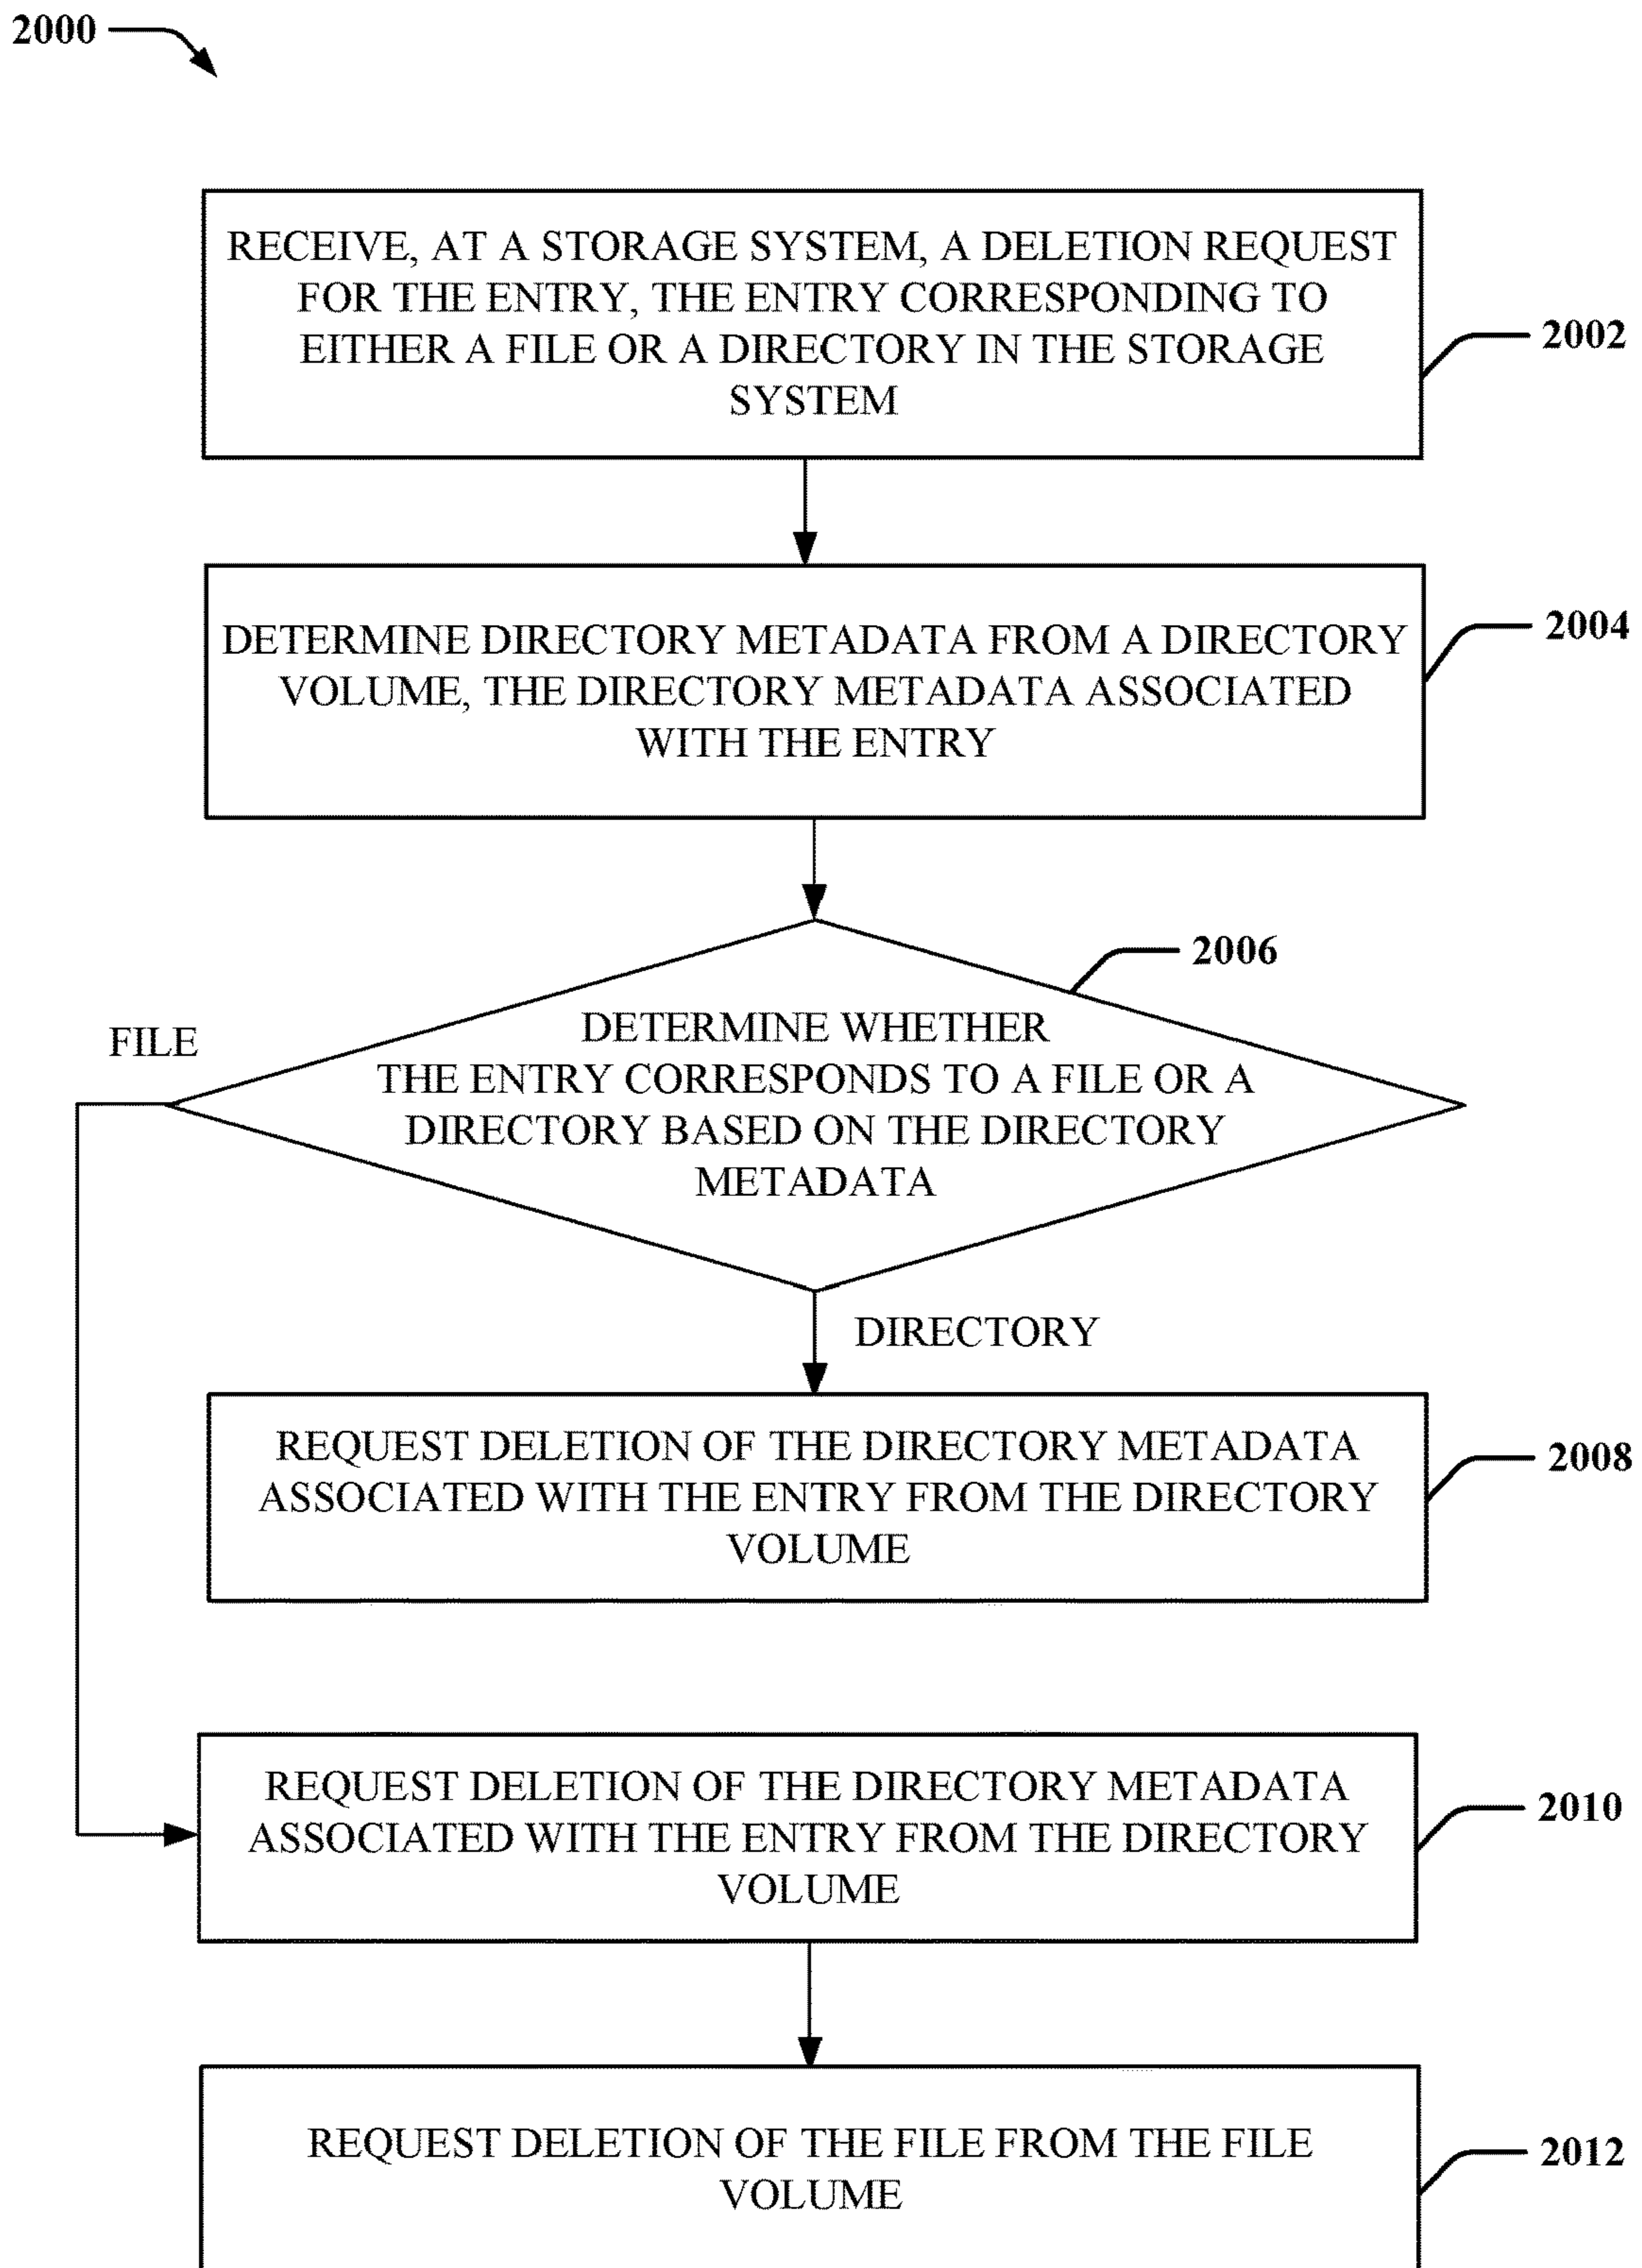 2000
RECEIVE, AT A STORAGE SYSTEM, A DELETION REQUEST
FOR THE ENTRY, THE ENTRY CORRESPONDING TO
EITHER A FILE OR A DIRECTORY IN THE STORAGE
SYSTEM
2002
DETERMINE DIRECTORY METADATA FROM A DIRECTORY
VOLUME, THE DIRECTORY METADATA ASSOCIATED
WITH THE ENTRY
2004
2006
FILE
DETERMINE WHETHER
THE ENTRY CORRESPONDS TO A FILE OR A
DIRECTORY BASED ON THE DIRECTORY
METADATA
DIRECTORY
REQUEST DELETION OF THE DIRECTORY METADATA
ASSOCIATED WITH THE ENTRY FROM THE DIRECTORY
VOLUME
2008
REQUEST DELETION OF THE DIRECTORY METADATA
ASSOCIATED WITH THE ENTRY FROM THE DIRECTORY
VOLUME
2010
REQUEST DELETION OF THE FILE FROM THE FILE
VOLUME
2012